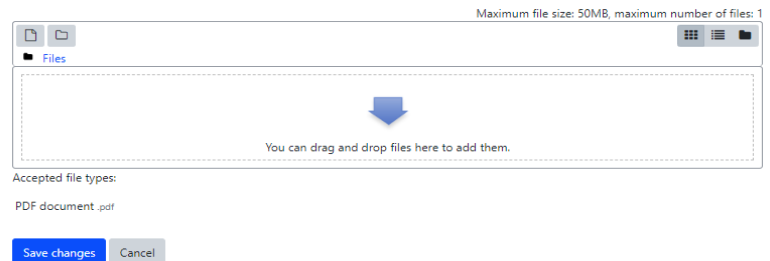 Maximum file size: 50MB, maximum number of files: 1
Files
You can drag and drop files here to add them.
Accepted file types:
PDF document .pdf
Save changes Cancel